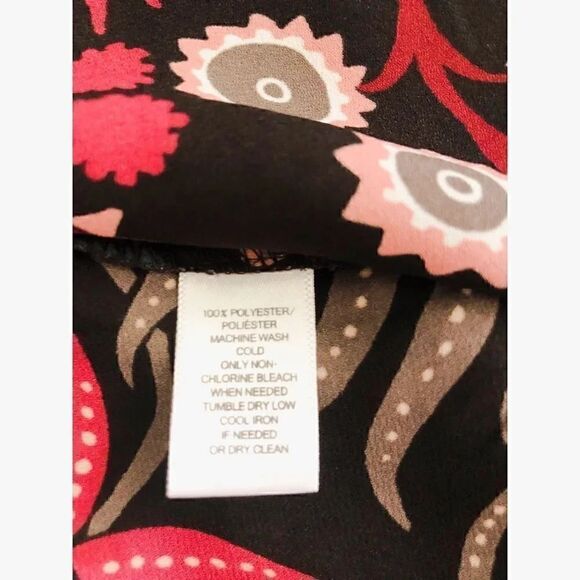 100% POLYESTER/
POLIÉSTER
MACHINE WASH
COLD
ONLY NON-
CHLORINE BLEACH
WHEN NEEDED
TUMBLE DRY LOW
COOL IRON
IF NEEDED
OR DRY CLEAN